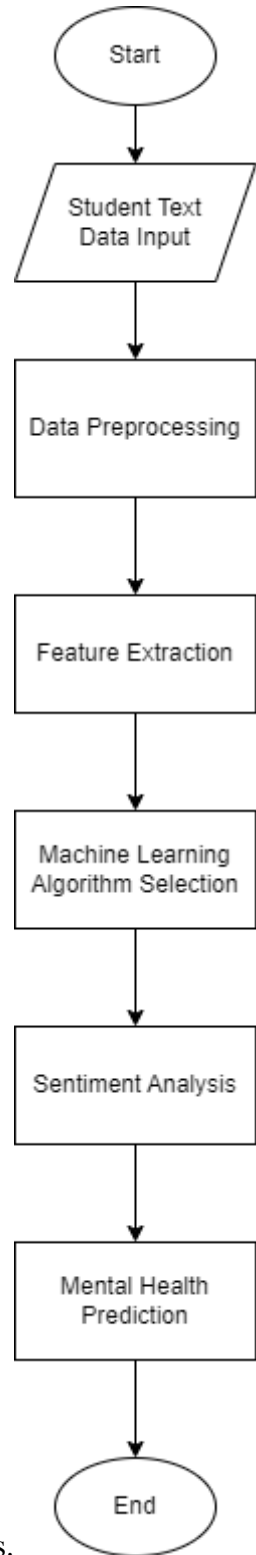 Start
Student Text
Data Input
Data Preprocessing
Feature Extraction
Machine Learning
Algorithm Selection
Sentiment Analysis
Mental Health
Prediction
End
s.